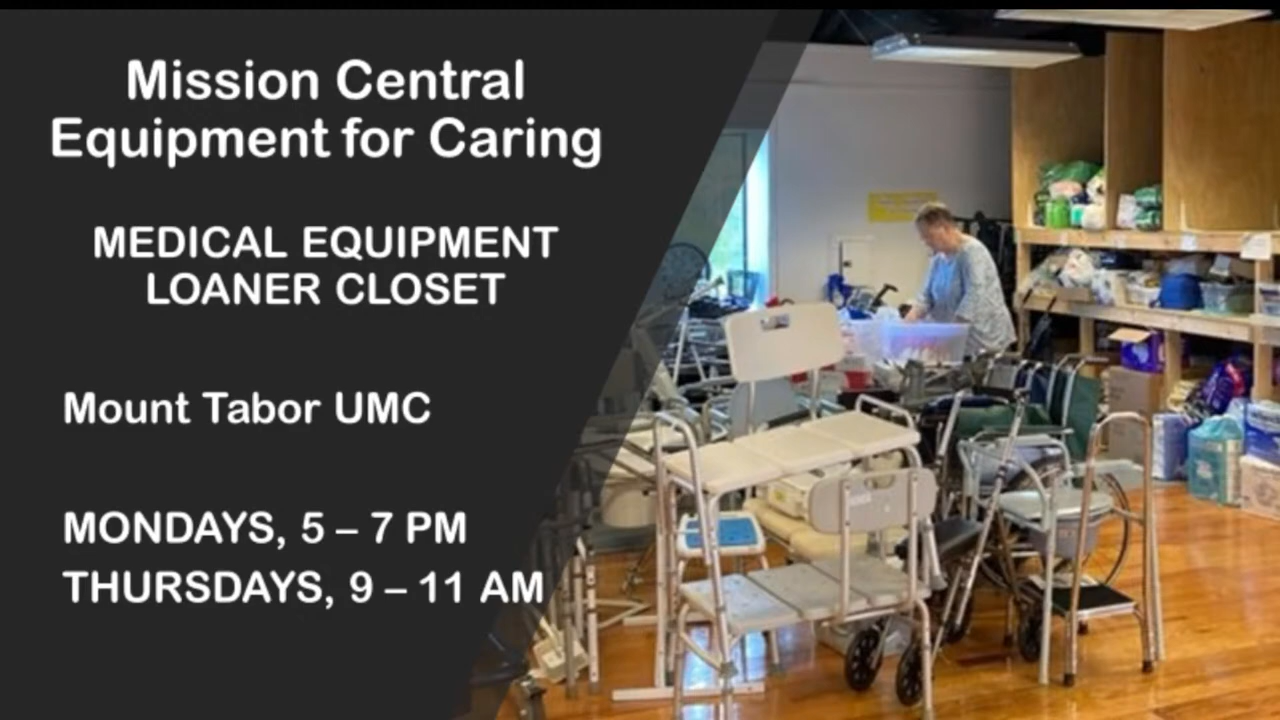 Mission Central
Equipment for Caring
MEDICAL EQUIPMENT
LOANER CLOSET
Mount Tabor UMC
MONDAYS, 5 – 7 PM
THURSDAYS, 9 – 11 AM